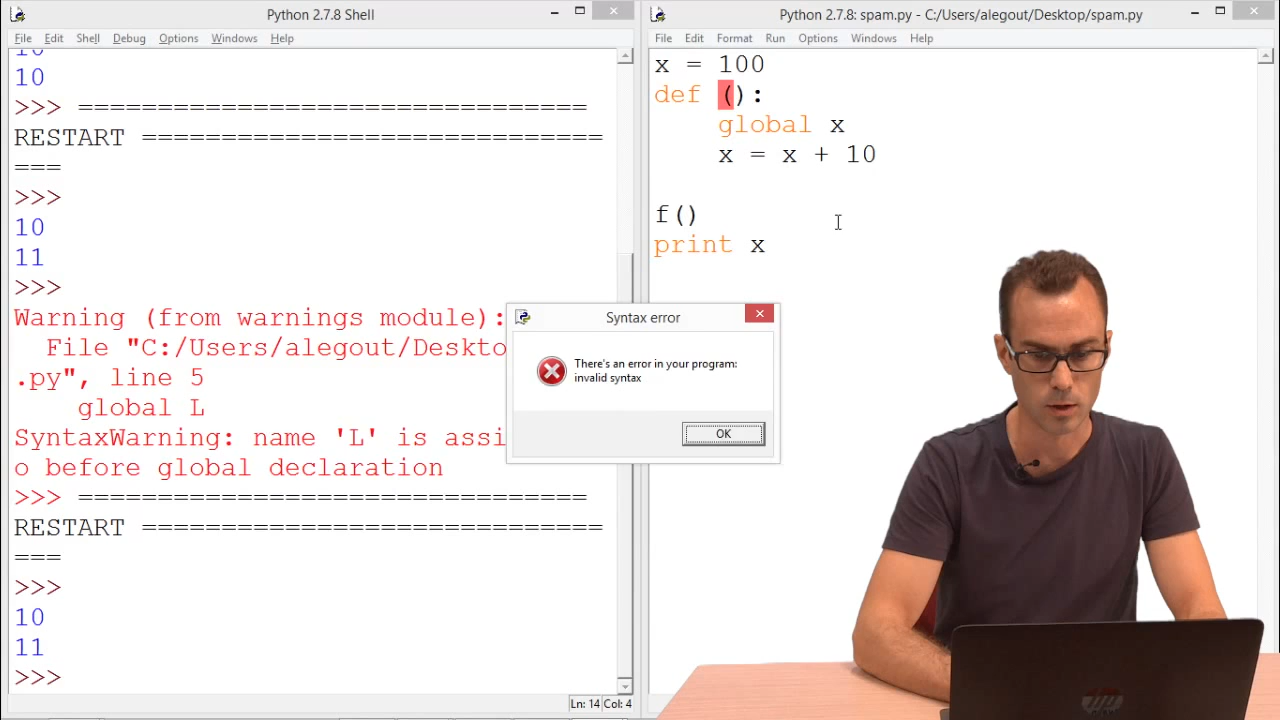 Python 2.7.8 Shell
File Edit Shell Debug Options Windows Help
10
10
>>> ================================
RESTART =============================
===
>>>
10
11
>>>
Warning (from warnings module):
File "C:/Users/alegout/Deskto
.py", line 5
global L
SyntaxWarning: name 'L' is assi
o before global declaration
>>> ================================
RESTART =============================
===
>>>
10
11
>>>
Ln: 14 Col: 4
Python 2.7.8: spam.py - C:/Users/alegout/Desktop/spam.py
File Edit Format Run Options Windows Help
x = 100
def ():
global x
x = x + 10
f()
print x
Syntax error
There's an error in your program:
invalid syntax
OK